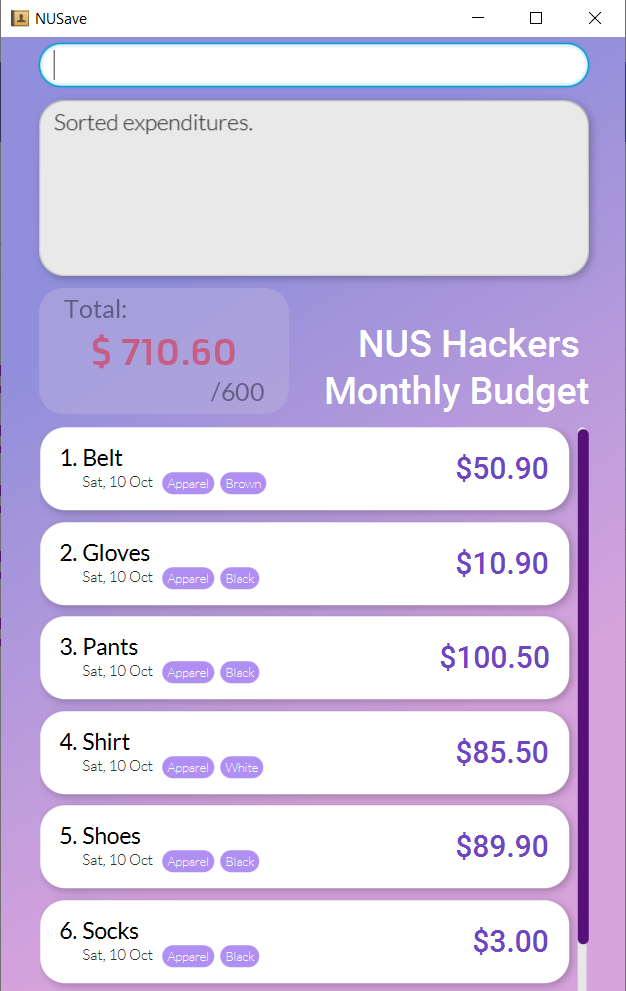 NUSave
Sorted expenditures.
Total:
$ 710.60
/600
NUS Hackers
Monthly Budget
1. Belt
Sat, 10 Oct Apparel Brown
$50.90
2. Gloves
Sat, 10 Oct Apparel Black
$10.90
3. Pants
Sat, 10 Oct Apparel Black
$100.50
4. Shirt
Sat, 10 Oct Apparel White
$85.50
5. Shoes
Sat, 10 Oct Apparel Black
$89.90
6. Socks
Sat, 10 Oct Apparel Black
$3.00